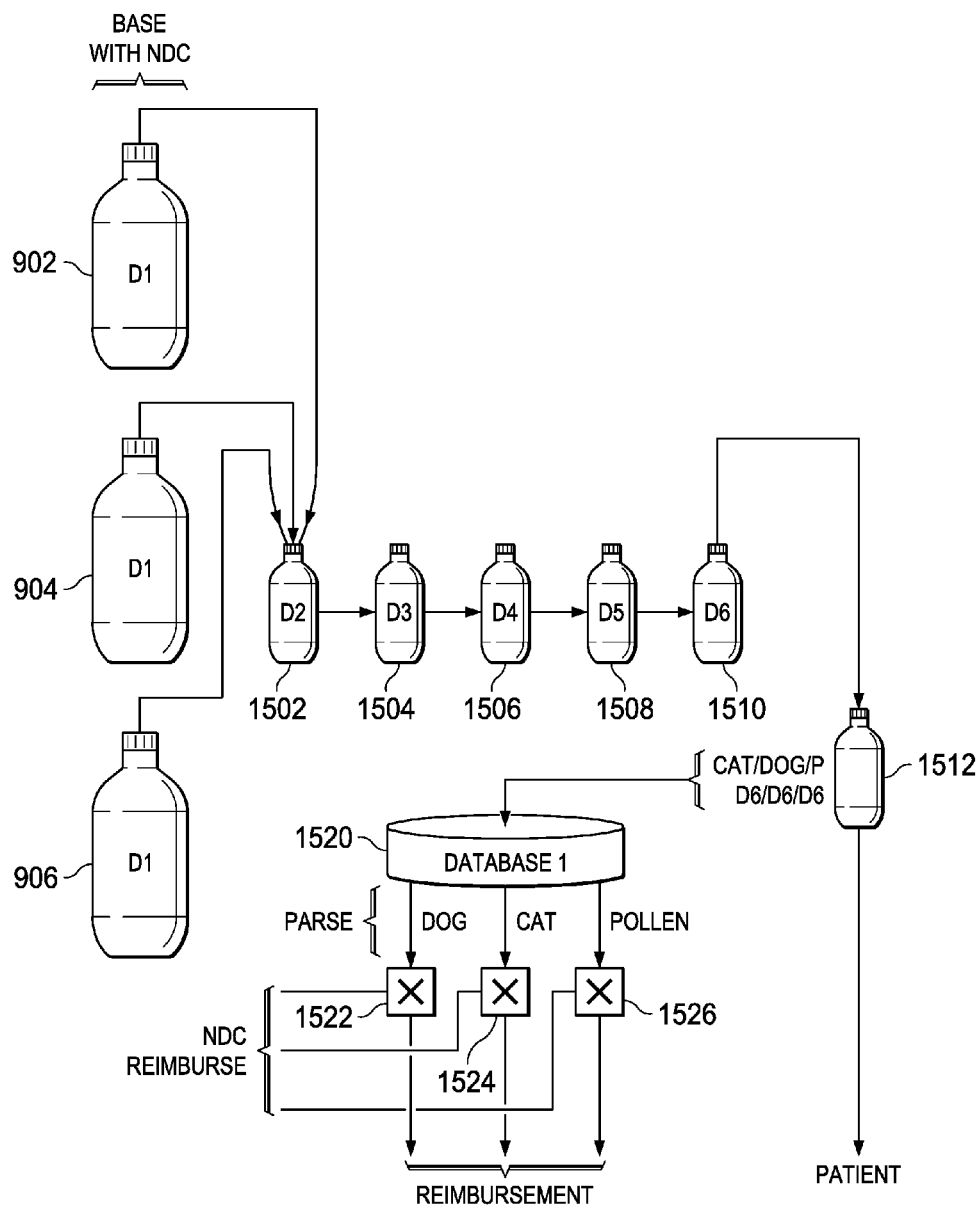 BASE
WITH NDC
D1
902
D1
904
D2
D3
D4
D5
D6
1502
1504
1506
1508
1510
D1
906
CAT/DOG/P
D6/D6/D6
1512
1520
DATABASE 1
PARSE
DOG
CAT
POLLEN
1522
1524
1526
NDC
REIMBURSE
REIMBURSEMENT
PATIENT